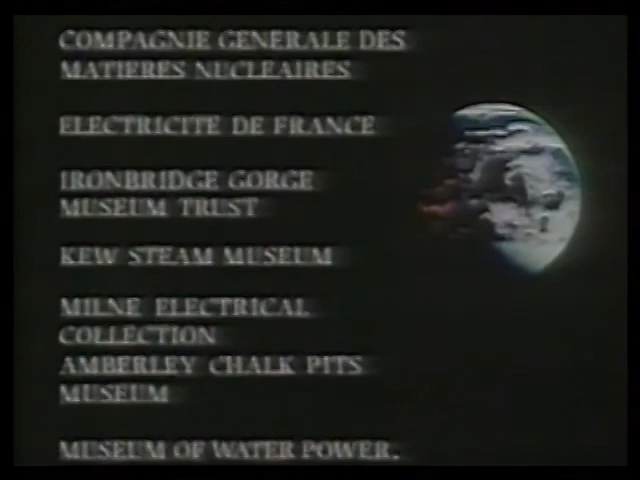 COMPAGNIE GENERALE DES
MATIERES NUCLEAIRES
ELECTRICITE DE FRANCE
IRONBRIDGE GORGE
MUSEUM TRUST
KEW STEAM MUSEUM
MILNE ELECTRICAL
COLLECTION
AMBERLEY CHALK PITS
MUSEUM
MUSEUM OF WATER POWER.